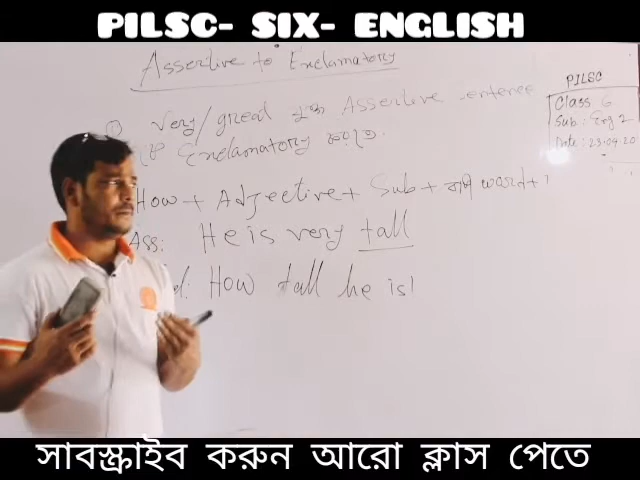 PILSC- SIX- ENGLISH
Assertive to Exclamatory
PILSC
Class 6
Sub: Eng 2
Date: 23.04.20
Very/great যুক্ত Assertive sentence
কে Exclamatory করতে
How + Adjective + Sub + বাকি word + !
Ass: He is very tall
How tall he is!
সাবস্ক্রাইব করুন আরো ক্লাস পেতে